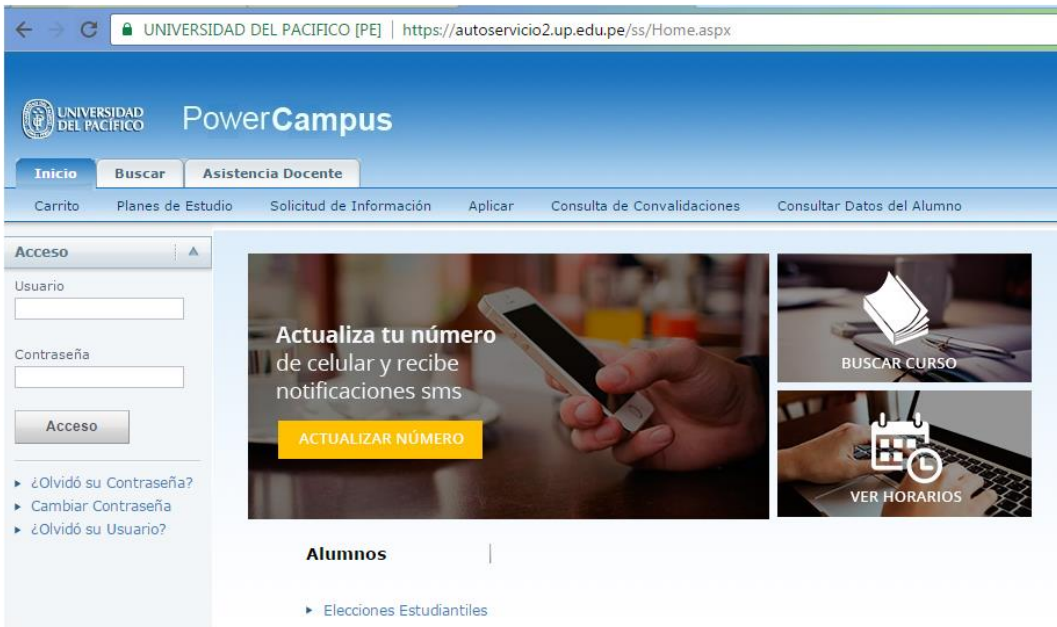 UNIVERSIDAD DEL PACIFICO [PE] | https://autoservicio2.up.edu.pe/ss/Home.aspx
UNIVERSIDAD
DEL PACÍFICO
PowerCampus
Inicio Buscar Asistencia Docente
Carrito Planes de Estudio Solicitud de Información Aplicar Consulta de Convalidaciones Consultar Datos del Alumno
Acceso
Usuario
Contraseña
Acceso
¿Olvidó su Contraseña?
Cambiar Contraseña
¿Olvidó su Usuario?
Actualiza tu número
de celular y recibe
notificaciones sms
ACTUALIZAR NÚMERO
BUSCAR CURSO
VER HORARIOS
Alumnos
Elecciones Estudiantiles